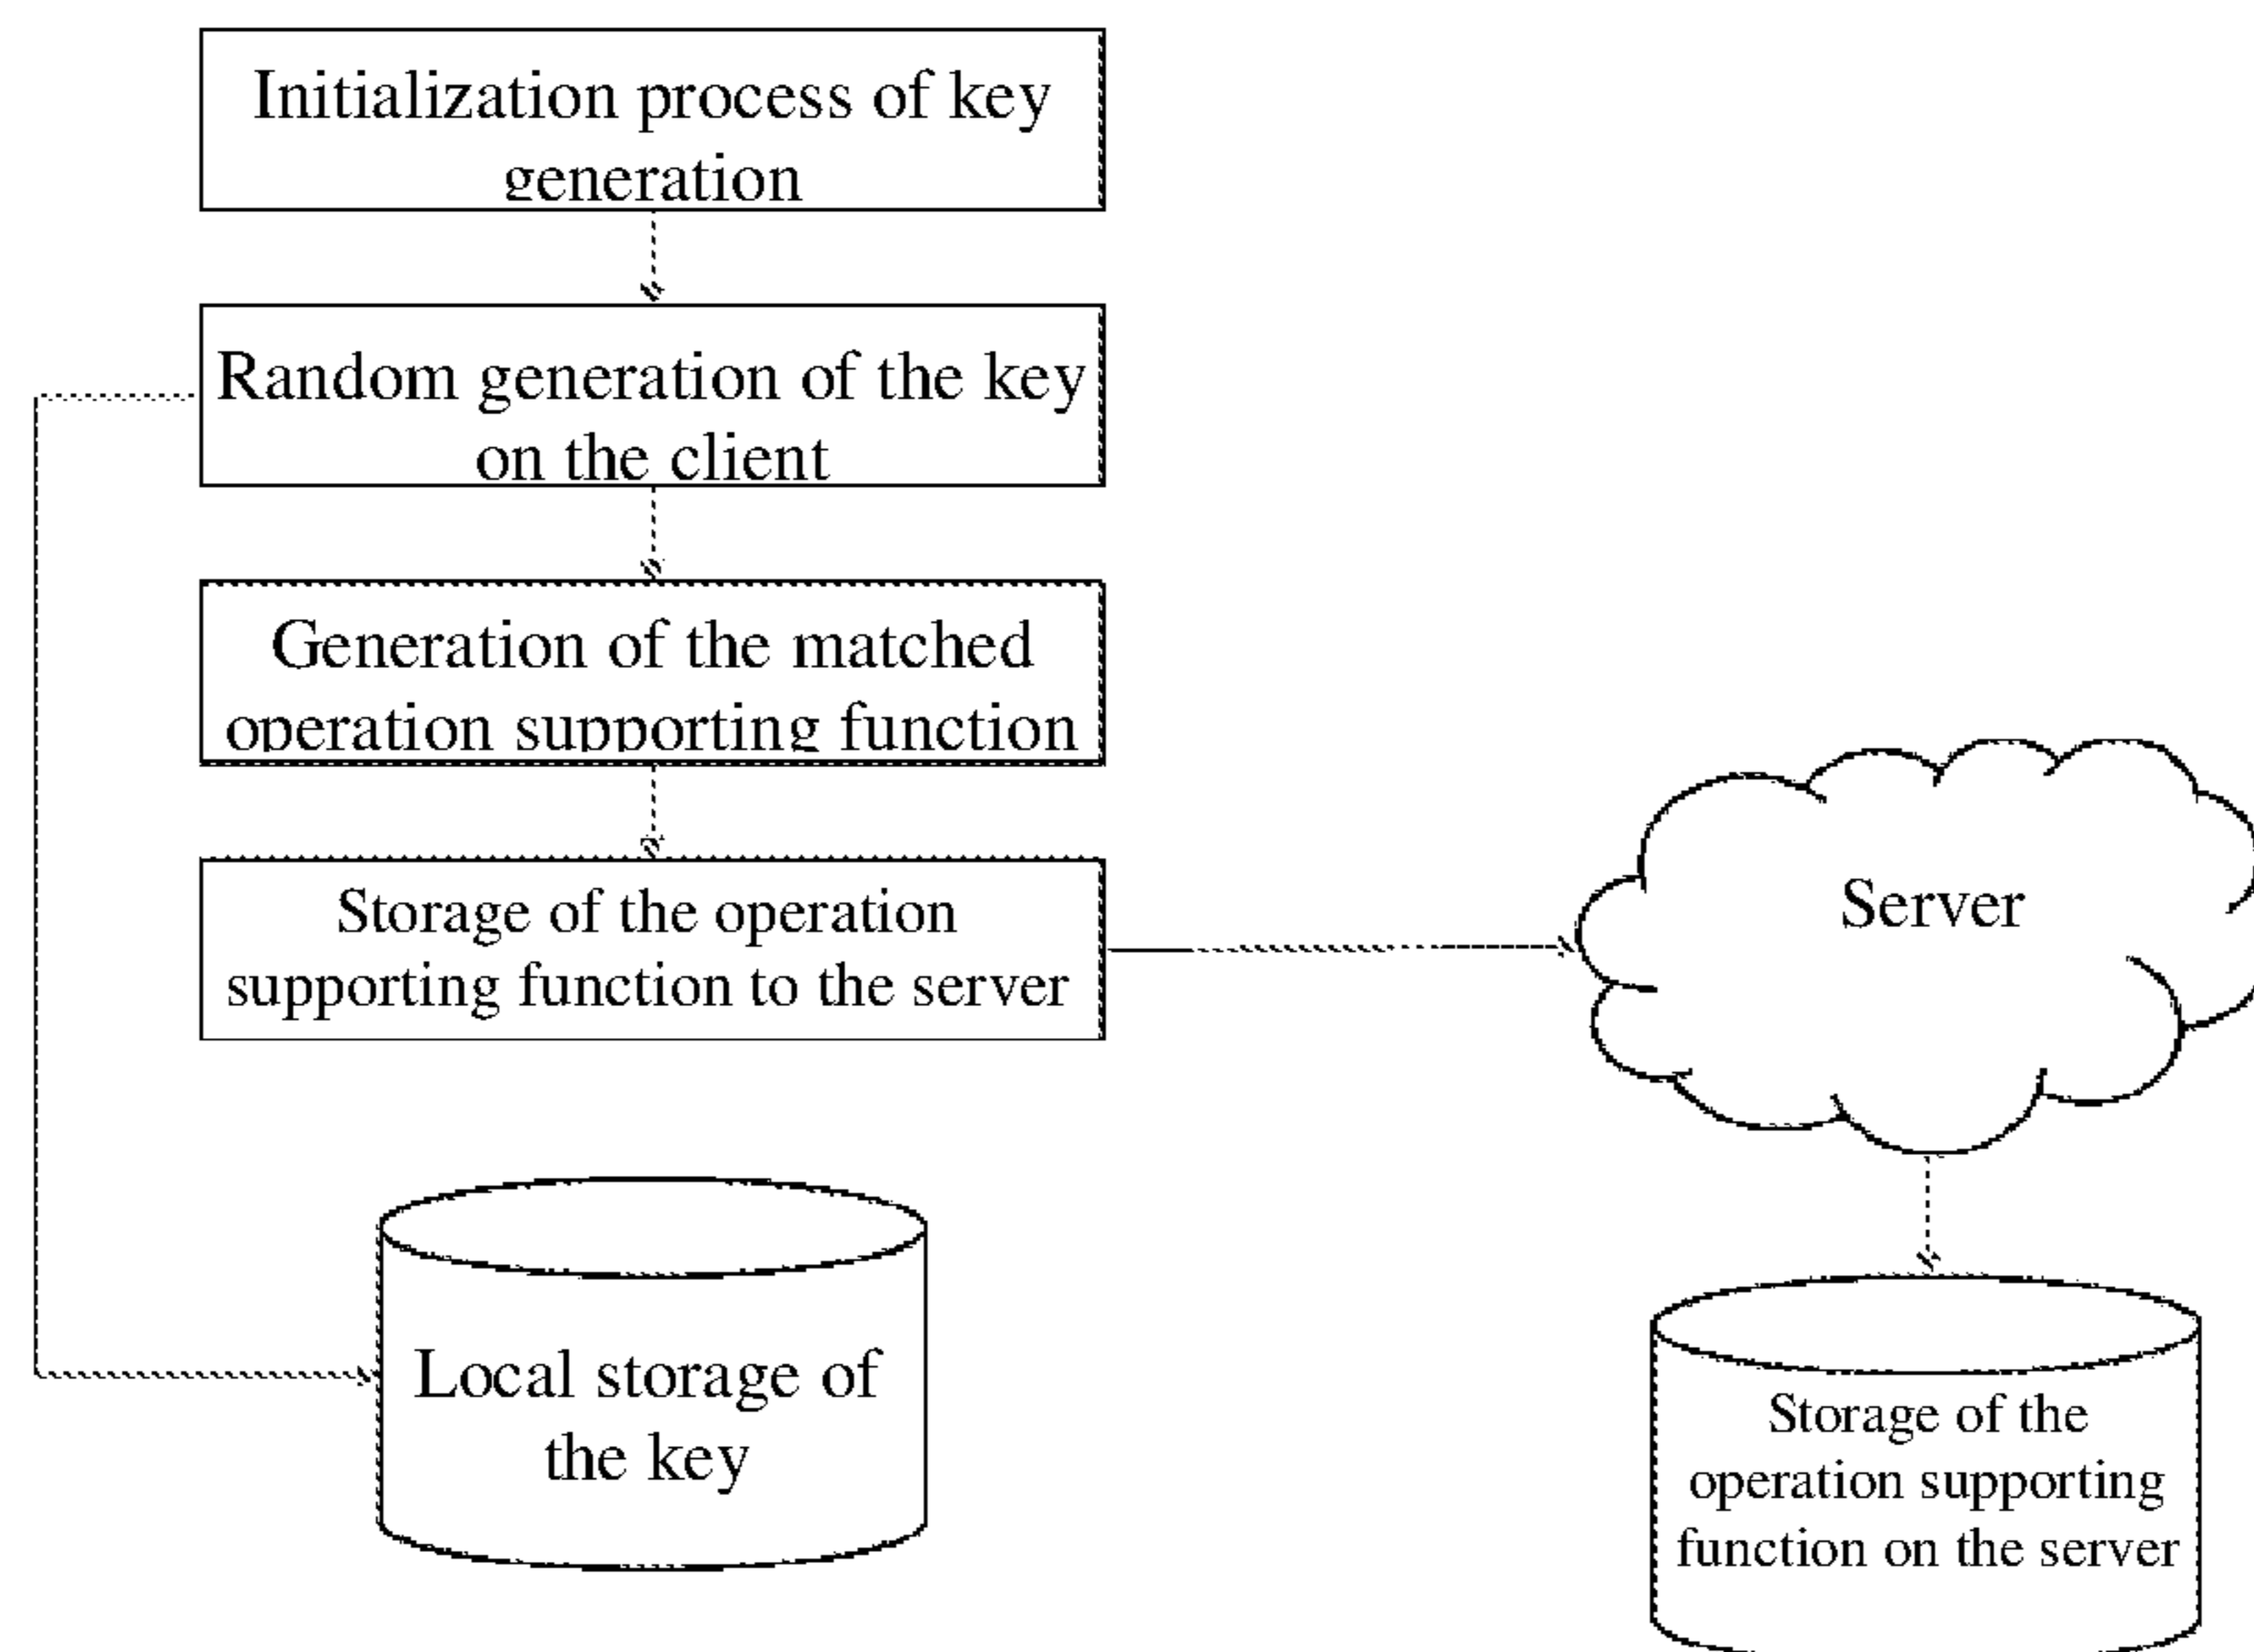 Initialization process of key
generation
Random generation of the key
on the client
Generation of the matched
operation supporting function
Storage of the operation
supporting function to the server
Server
Local storage of
the key
Storage of the
operation supporting
function on the server